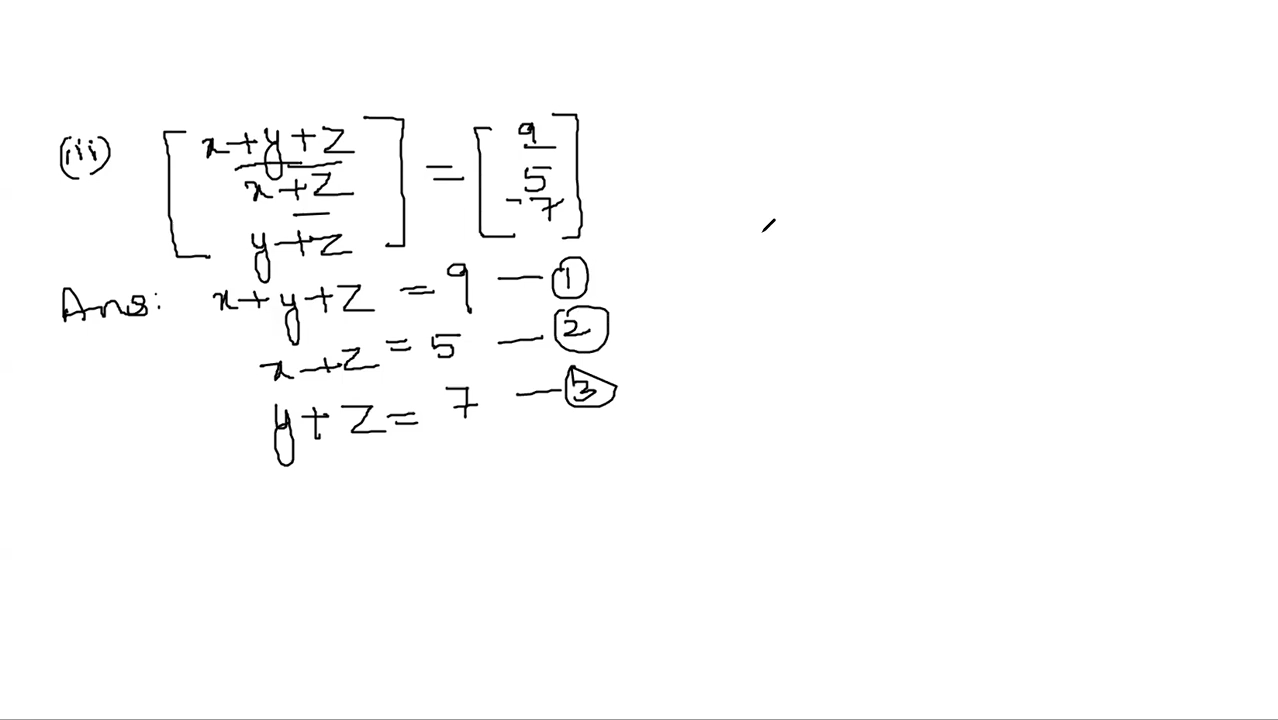 (iii) [x+y+z x+z y+z] = [9 5 -7]
Ans: x+y+z = 9 — ①
x+z = 5 — ②
y+z = 7 — ③